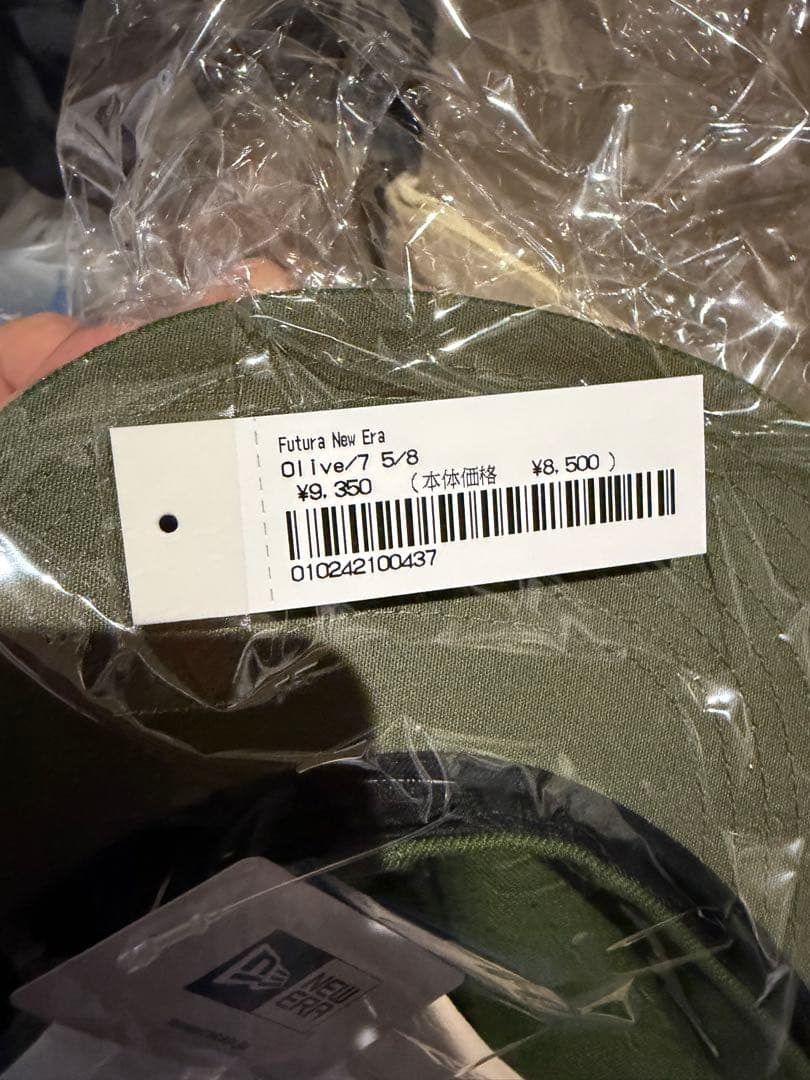 Futura New Era
Olive/7 5/8
¥9,350 (本体価格 ¥8,500 )
010242100437
NEW
ERA